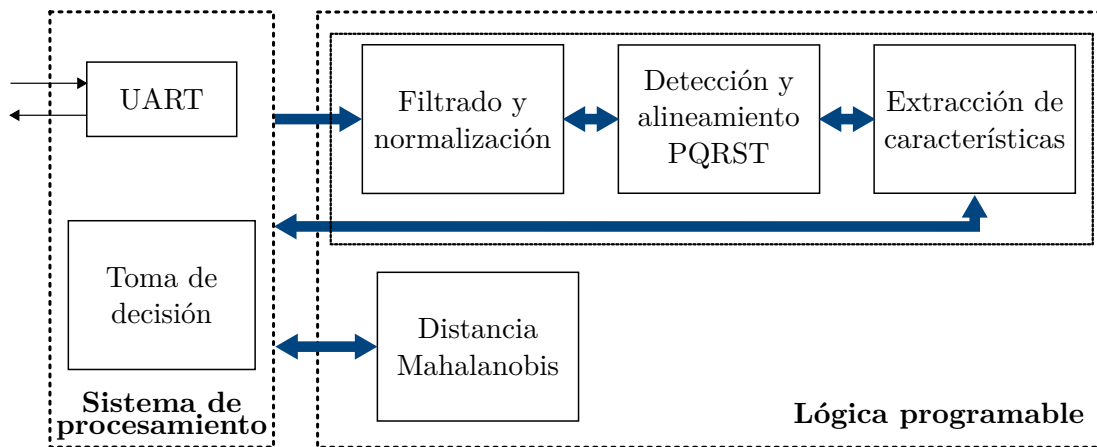 UART
Toma de
decisión
Sistema de
procesamiento
Filtrado y
normalización
Detección y
alineamiento
PQRST
Extracción de
características
Distancia
Mahalanobis
Lógica programable